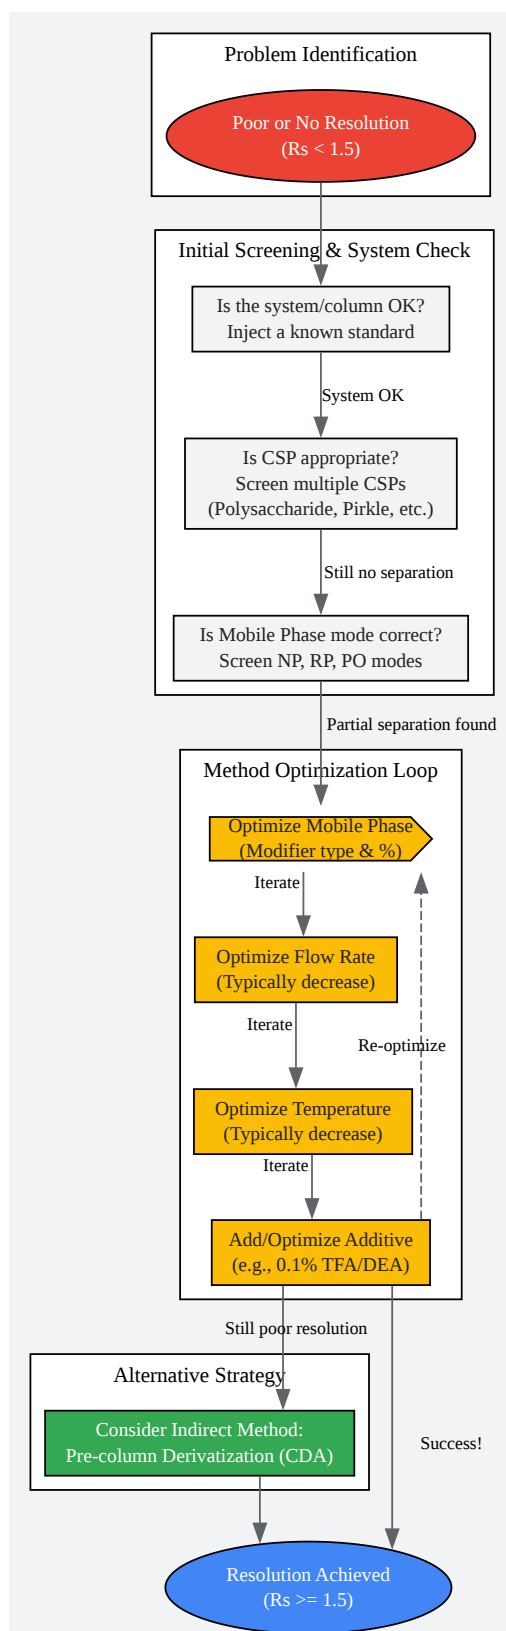 Problem Identification
Poor or No Resolution
(Rs < 1.5)
Initial Screening & System Check
Is the system/column OK?
Inject a known standard
System OK
Is CSP appropriate?
Screen multiple CSPs
(Polysaccharide, Pirkle, etc.)
Still no separation
Is Mobile Phase mode correct?
Screen NP, RP, PO modes
Partial separation found
Method Optimization Loop
Optimize Mobile Phase
(Modifier type & %)
Iterate
Optimize Flow Rate
(Typically decrease)
Iterate
Re-optimize
Optimize Temperature
(Typically decrease)
Iterate
Add/Optimize Additive
(e.g., 0.1% TFA/DEA)
Still poor resolution
Alternative Strategy
Consider Indirect Method:
Pre-column Derivatization (CDA)
Success!
Resolution Achieved
(Rs >= 1.5)